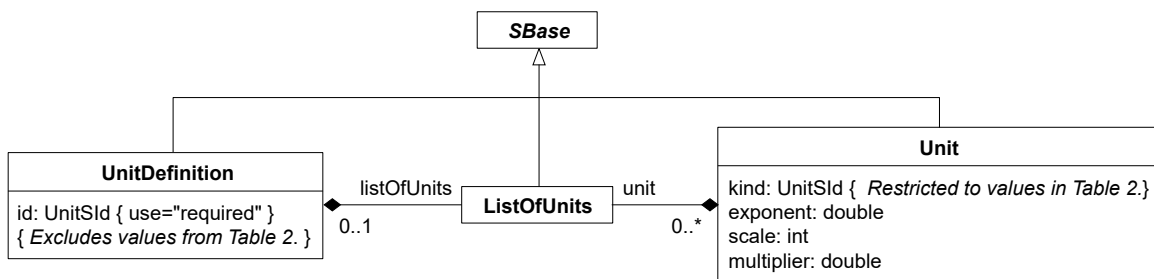 SBase
UnitDefinition
id: UnitSId { use="required" }
{ Excludes values from Table 2. }
listOfUnits
0..1
ListOfUnits
unit
0..*
Unit
kind: UnitSId { Restricted to values in Table 2.}
exponent: double
scale: int
multiplier: double